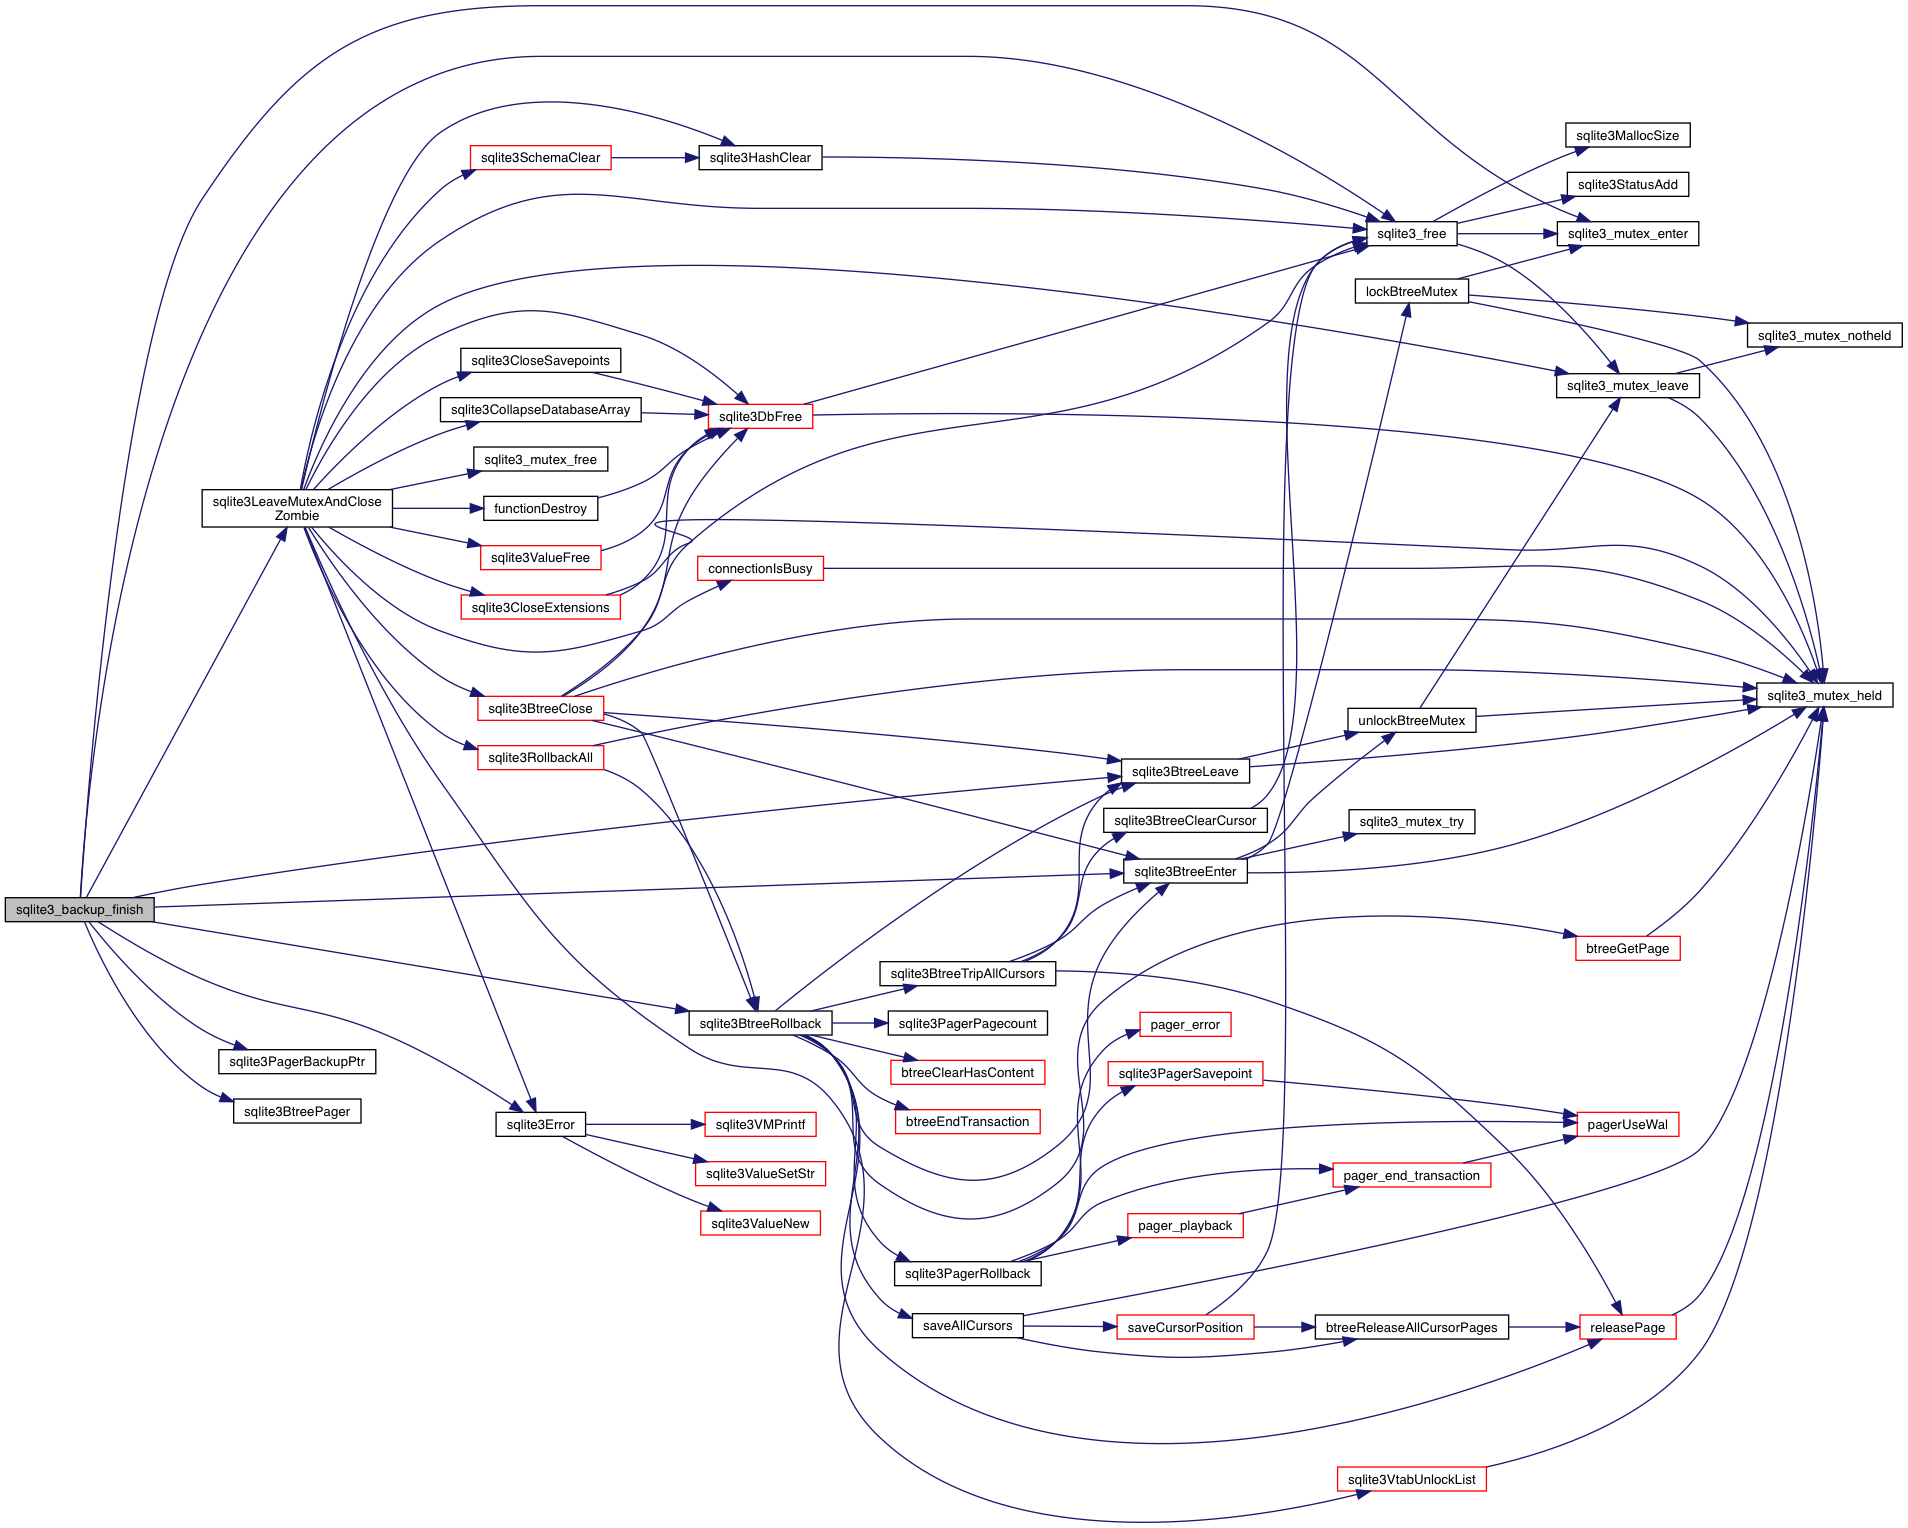 sqlite3_backup_finish
sqlite3LeaveMutexAndClose
Zombie
sqlite3PagerBackupPtr
sqlite3BtreePager
sqlite3SchemaClear
sqlite3CloseSavepoints
sqlite3CollapseDatabaseArray
sqlite3_mutex_free
functionDestroy
sqlite3ValueFree
sqlite3CloseExtensions
sqlite3BtreeClose
sqlite3RollbackAll
sqlite3Error
sqlite3HashClear
sqlite3DbFree
connectionIsBusy
sqlite3BtreeRollback
sqlite3VMPrintf
sqlite3ValueSetStr
sqlite3ValueNew
sqlite3BtreeTripAllCursors
sqlite3PagerPagecount
btreeClearHasContent
btreeEndTransaction
sqlite3PagerRollback
saveAllCursors
sqlite3BtreeLeave
sqlite3BtreeClearCursor
sqlite3BtreeEnter
pager_error
sqlite3PagerSavepoint
pager_playback
saveCursorPosition
sqlite3_free
lockBtreeMutex
unlockBtreeMutex
sqlite3_mutex_try
pager_end_transaction
btreeReleaseAllCursorPages
sqlite3VtabUnlockList
sqlite3MallocSize
sqlite3StatusAdd
sqlite3_mutex_enter
sqlite3_mutex_leave
btreeGetPage
pagerUseWal
releasePage
sqlite3_mutex_notheld
sqlite3_mutex_held